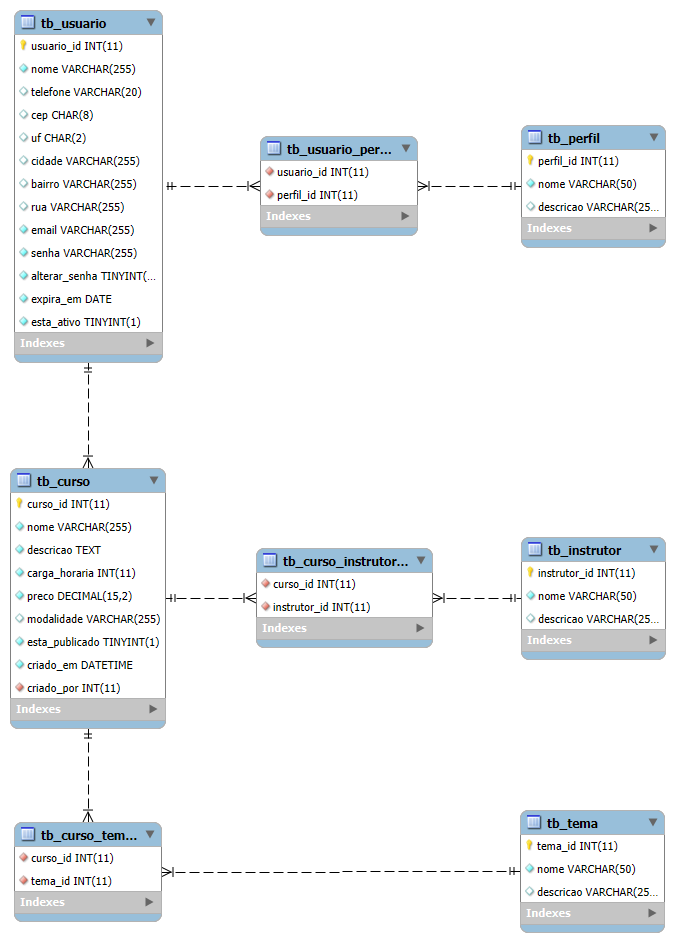 tb_usuario
usuario_id INT(11)
nome VARCHAR(255)
telefone VARCHAR(20)
cep CHAR(8)
uf CHAR(2)
cidade VARCHAR(255)
bairro VARCHAR(255)
rua VARCHAR(255)
email VARCHAR(255)
senha VARCHAR(255)
alterar_senha TINYINT(...
expira_em DATE
esta_ativo TINYINT(1)
Indexes
tb_usuario_per...
usuario_id INT(11)
perfil_id INT(11)
Indexes
tb_perfil
perfil_id INT(11)
nome VARCHAR(50)
descricao VARCHAR(25...
Indexes
tb_curso
curso_id INT(11)
nome VARCHAR(255)
descricao TEXT
carga_horaria INT(11)
preco DECIMAL(15,2)
modalidade VARCHAR(255)
esta_publicado TINYINT(1)
criado_em DATETIME
criado_por INT(11)
Indexes
tb_curso_instrutor...
curso_id INT(11)
instrutor_id INT(11)
Indexes
tb_instrutor
instrutor_id INT(11)
nome VARCHAR(50)
descricao VARCHAR(25...
Indexes
tb_curso_tem...
curso_id INT(11)
tema_id INT(11)
Indexes
tb_tema
tema_id INT(11)
nome VARCHAR(50)
descricao VARCHAR(25...
Indexes